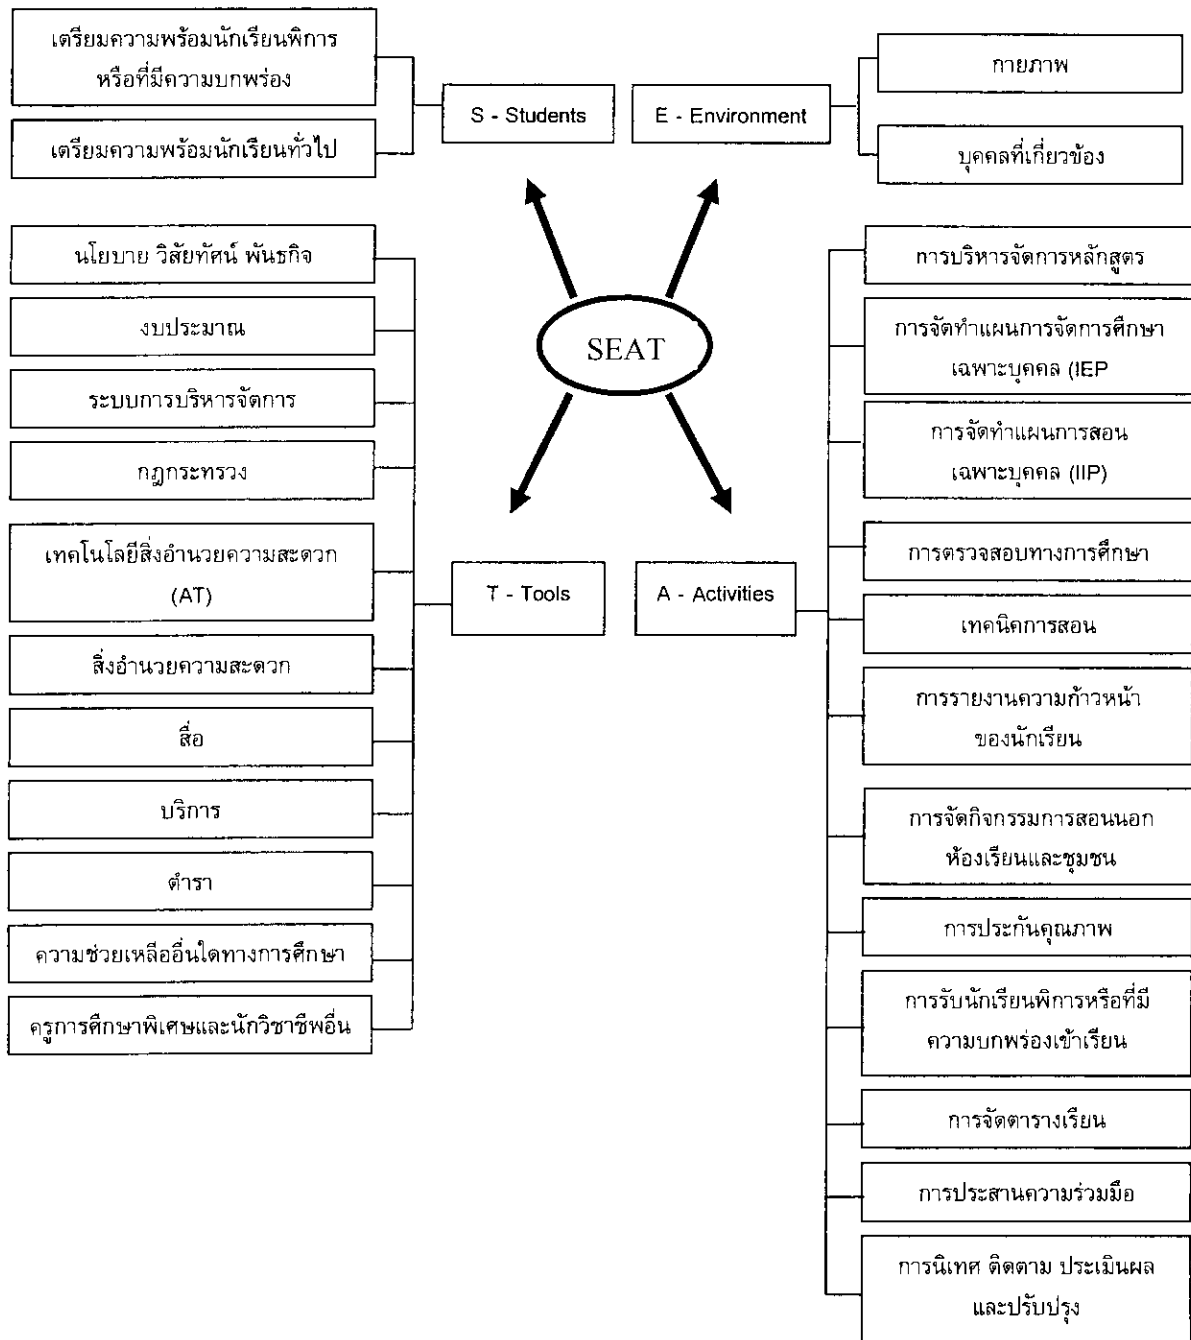 เตรียมความพร้อมนักเรียนพิการ
หรือที่มีความบกพร่อง
เตรียมความพร้อมนักเรียนทั่วไป
S - Students
E - Environment
กายภาพ
บุคคลที่เกี่ยวข้อง
SEAT
นโยบาย วิสัยทัศน์ พันธกิจ
งบประมาณ
ระบบการบริหารจัดการ
กฎกระทรวง
เทคโนโลยีสิ่งอำนวยความสะดวก
(AT)
สิ่งอำนวยความสะดวก
สื่อ
บริการ
ตำรา
ความช่วยเหลืออื่นใดทางการศึกษา
ครูการศึกษาพิเศษและนักวิชาชีพอื่น
T - Tools
A - Activities
การบริหารจัดการหลักสูตร
การจัดทำแผนการจัดการศึกษา
เฉพาะบุคคล (IEP
การจัดทำแผนการสอน
เฉพาะบุคคล (IIP)
การตรวจสอบทางการศึกษา
เทคนิคการสอน
การรายงานความก้าวหน้า
ของนักเรียน
การจัดกิจกรรมการสอนนอก
ห้องเรียนและชุมชน
การประกันคุณภาพ
การรับนักเรียนพิการหรือที่มี
ความบกพร่องเข้าเรียน
การจัดตารางเรียน
การประสานความร่วมมือ
การนิเทศ ติดตาม ประเมินผล
และปรับปรุง